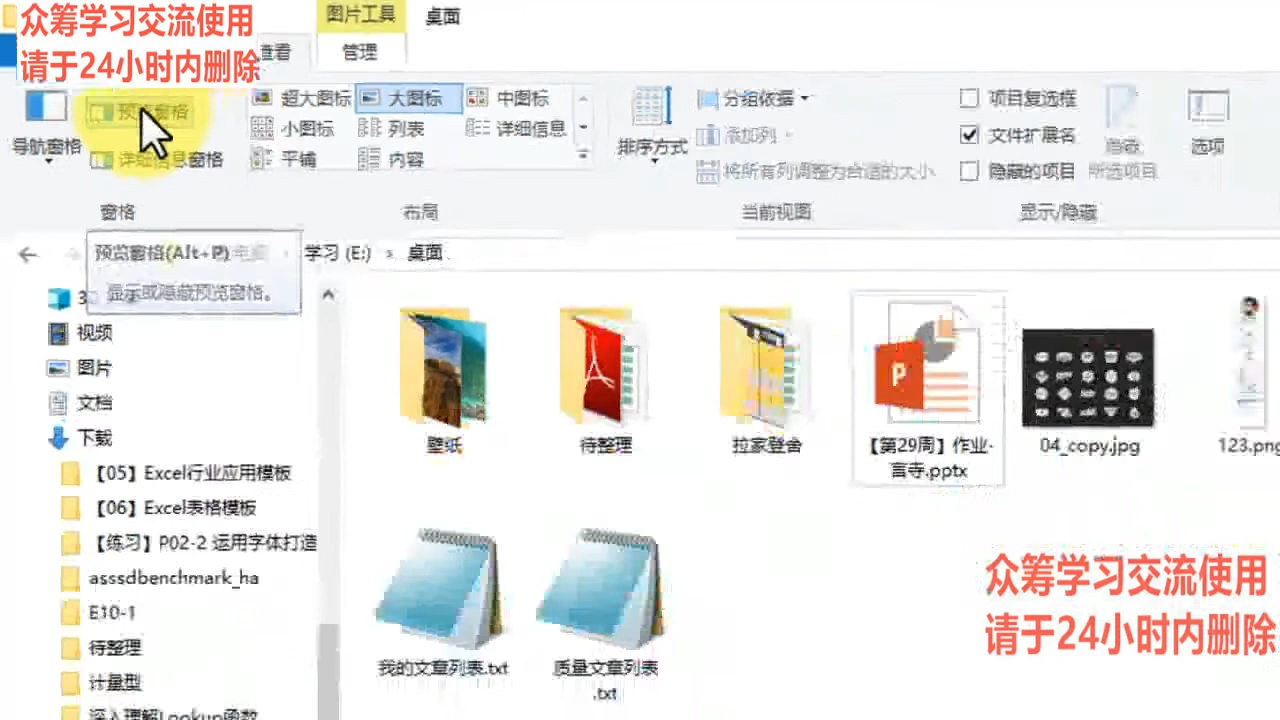 众筹学习交流使用
请于24小时内删除
图片工具
桌面
查看
管理
导航窗格
预览窗格
详细信息窗格
超大图标
大图标
中图标
小图标
列表
详细信息
平铺
内容
排序方式
分组依据
添加列
将所有列调整为合适的大小
项目复选框
文件扩展名
隐藏的项目
隐藏
所选项目
选项
窗格
布局
当前视图
显示/隐藏
预览窗格(Alt+P)
显示或隐藏预览窗格。
学习 (E:)
桌面
视频
图片
文档
下载
【05】Excel行业应用模板
【06】Excel表格模板
【练习】P02-2 运用字体打造
asssdbenchmark_ha
E10-1
待整理
计量型
深入理解Lookup函数
壁纸
待整理
拉家登舍
【第29周】作业-
言寺.pptx
04_copy.jpg
123.png
我的文章列表.txt
质量文章列表
.txt
众筹学习交流使用
请于24小时内删除